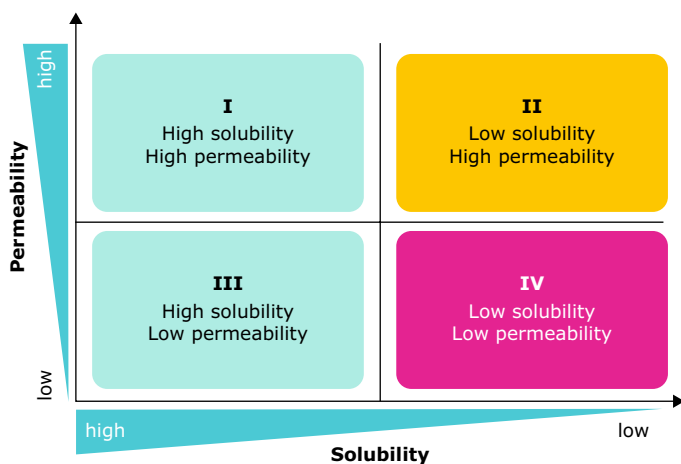 high
Permeability
low
I
High solubility
High permeability
II
Low solubility
High permeability
III
High solubility
Low permeability
IV
Low solubility
Low permeability
high
low
Solubility